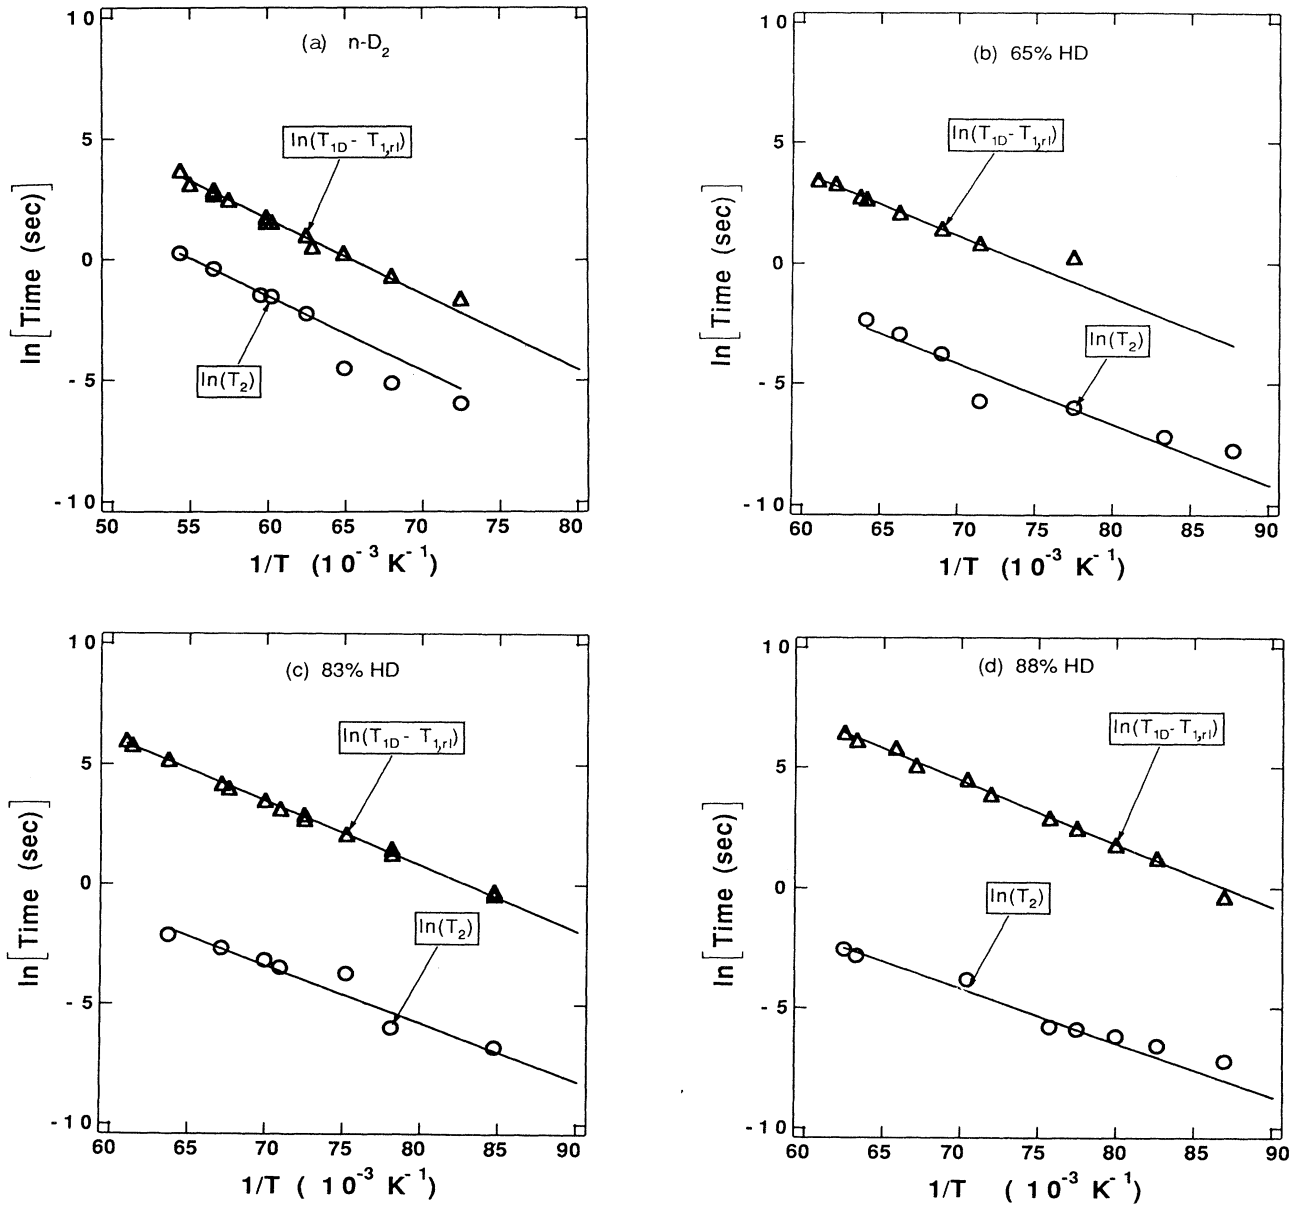 (a) n-D2
10
5
0
-5
-10
ln[Time (sec)]
ln(T1D - T1,rl)
ln(T2)
50 55 60 65 70 75 80
1/T (10-3 K-1)
(b) 65% HD
10
5
0
-5
-10
ln[Time (sec)]
ln(T1D - T1,rl)
ln(T2)
60 65 70 75 80 85 90
1/T (10-3 K-1)
(c) 83% HD
10
5
0
-5
-10
ln[Time (sec)]
ln(T1D - T1,rl)
ln(T2)
60 65 70 75 80 85 90
1/T (10-3 K-1)
(d) 88% HD
10
5
0
-5
-10
ln[Time (sec)]
ln(T1D- T1,rl)
ln(T2)
60 65 70 75 80 85 90
1/T (10-3 K-1)